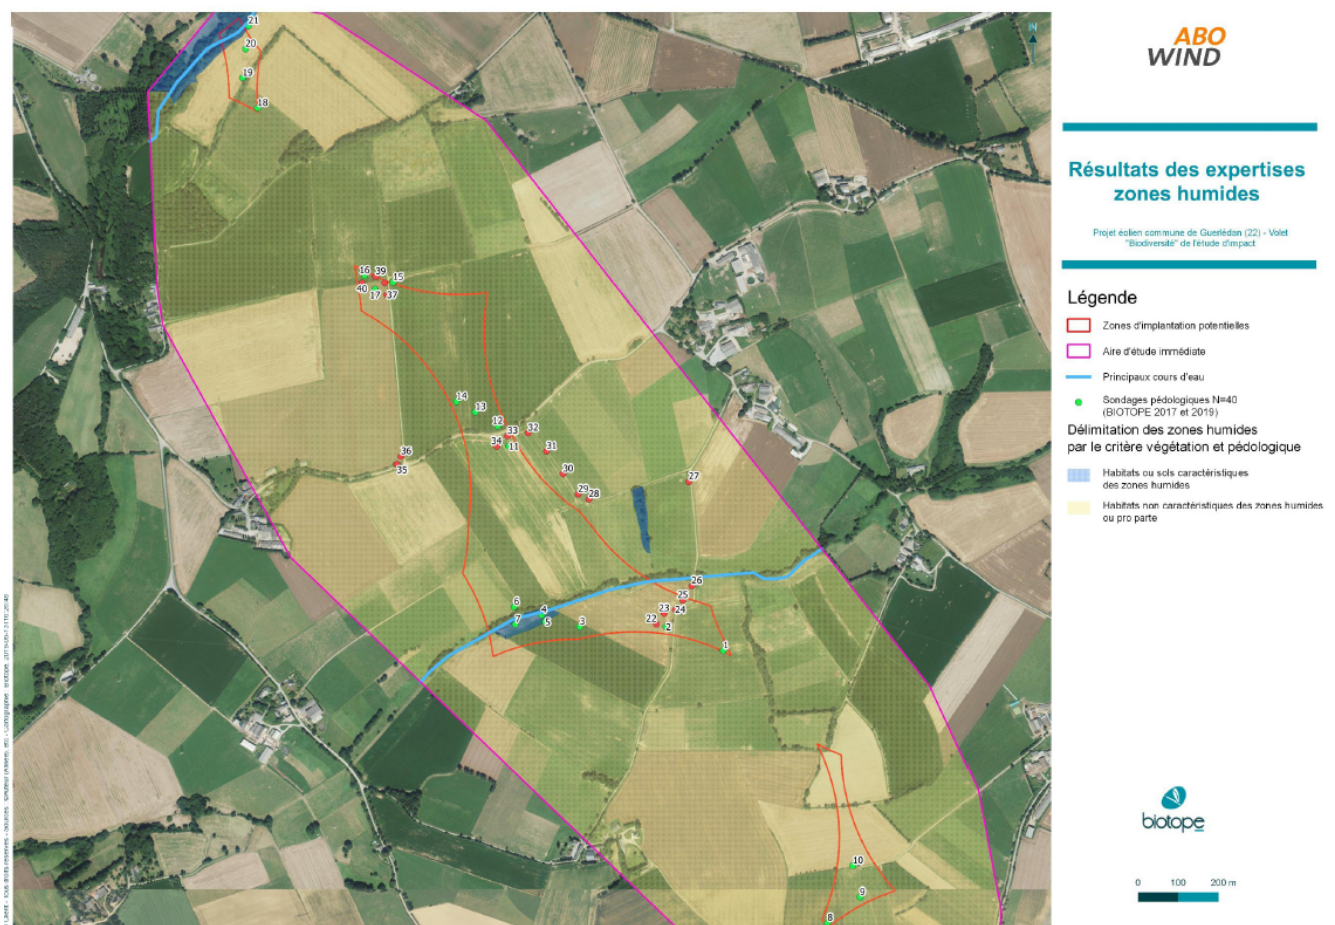 ABO
WIND
Résultats des expertises
zones humides
Projet éolien commune de Guerlédan (22) - Volet
"Biodiversité" de l'étude d'impact
Légende
Zones d'implantation potentielles
Aire d'étude immédiate
Principaux cours d'eau
Sondages pédologiques N=40
(BIOTOPE 2017 et 2019)
Délimitation des zones humides
par le critère végétation et pédologique
Habitats ou sols caractéristiques
des zones humides
Habitats non caractéristiques des zones humides
ou pro parte
biotope
0 100 200 m
N
21
20
19
18
16 39 15
40 17 37
14
13
12
33 32
34 11 31
36
35
30
29 28
27
26
25
24
23
22 2
6
7
4
5
3
1
10
9
8